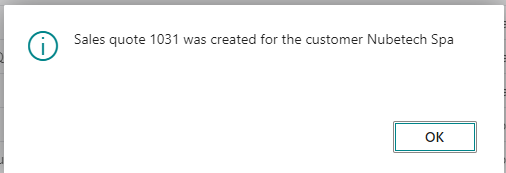 Sales quote 1031 was created for the customer Nubetech Spa
OK